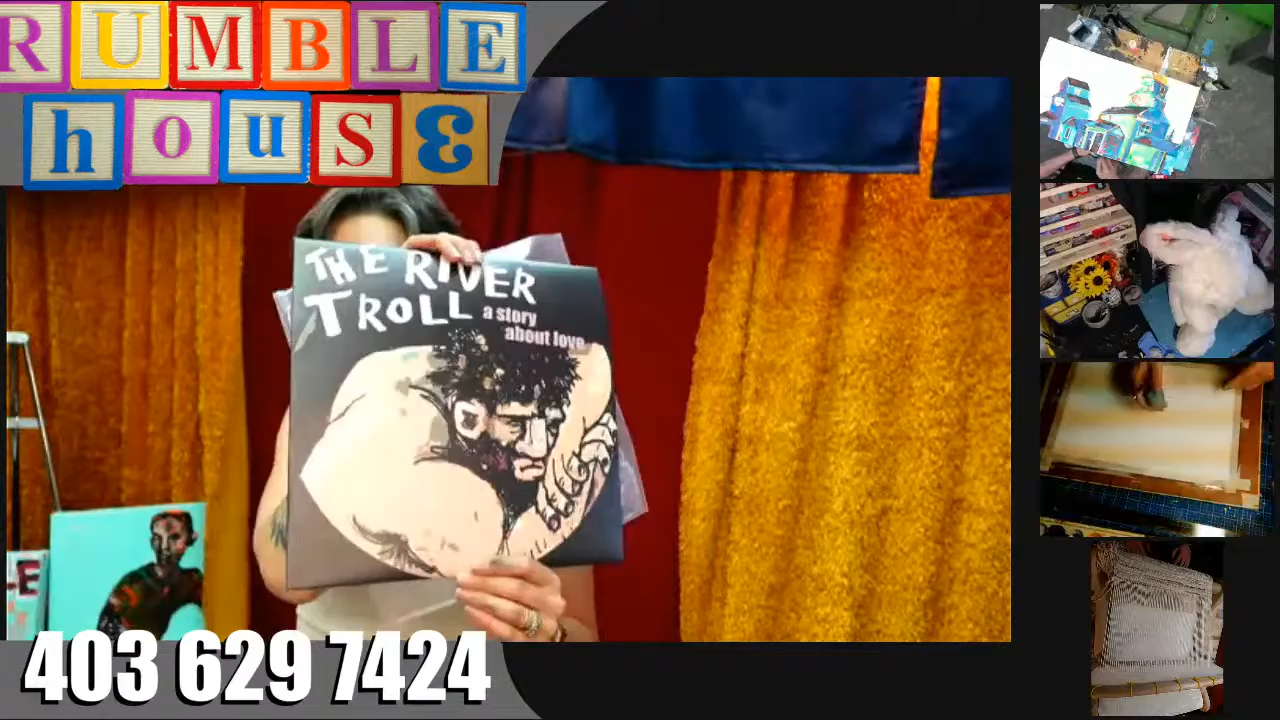 RUMBLE
hOuSE
THE RIVER
TROLL a story
about love
403 629 7424